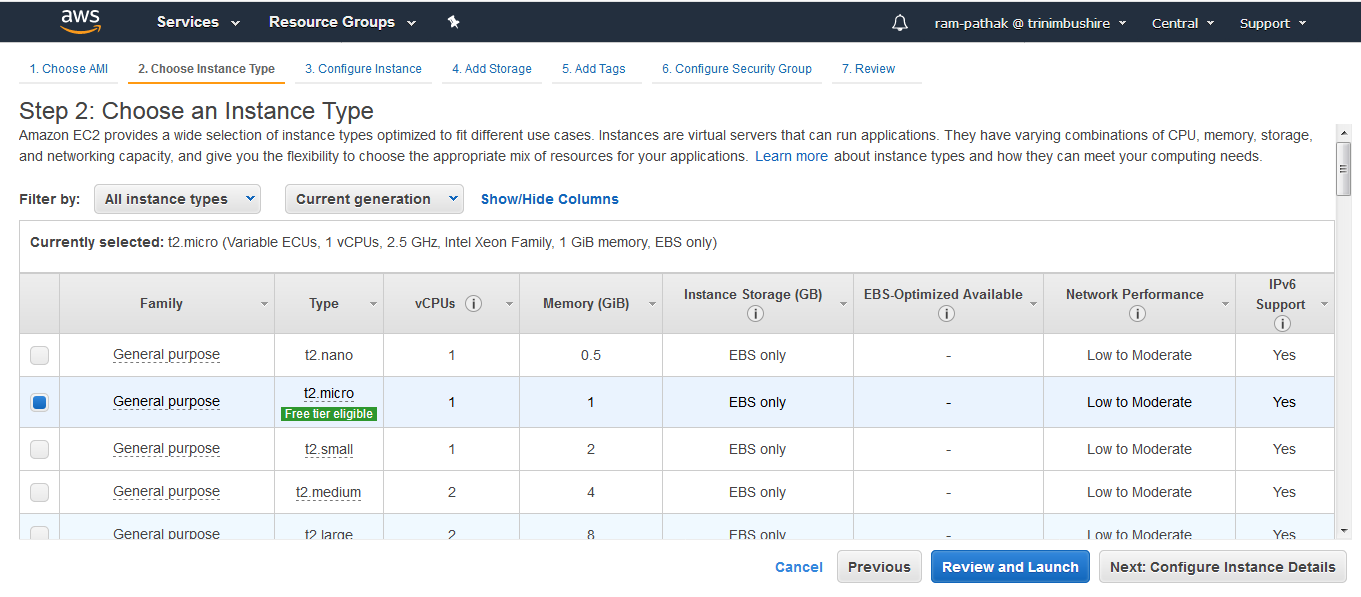 aws Services Resource Groups ram-pathak @ trinimbushire Central Support
1. Choose AMI 2. Choose Instance Type 3. Configure Instance 4. Add Storage 5. Add Tags 6. Configure Security Group 7. Review
Step 2: Choose an Instance Type
Amazon EC2 provides a wide selection of instance types optimized to fit different use cases. Instances are virtual servers that can run applications. They have varying combinations of CPU, memory, storage,
and networking capacity, and give you the flexibility to choose the appropriate mix of resources for your applications. Learn more about instance types and how they can meet your computing needs.
Filter by: All instance types Current generation Show/Hide Columns
Currently selected: t2.micro (Variable ECUs, 1 vCPUs, 2.5 GHz, Intel Xeon Family, 1 GiB memory, EBS only)
Family Type vCPUs i Memory (GiB) Instance Storage (GB) i EBS-Optimized Available i Network Performance i IPv6 Support i
General purpose t2.nano 1 0.5 EBS only - Low to Moderate Yes
General purpose t2.micro Free tier eligible 1 1 EBS only - Low to Moderate Yes
General purpose t2.small 1 2 EBS only - Low to Moderate Yes
General purpose t2.medium 2 4 EBS only - Low to Moderate Yes
General purpose t2.large 2 8 EBS only - Low to Moderate Yes
Cancel Previous Review and Launch Next: Configure Instance Details